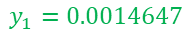 y₁ = 0.0014647